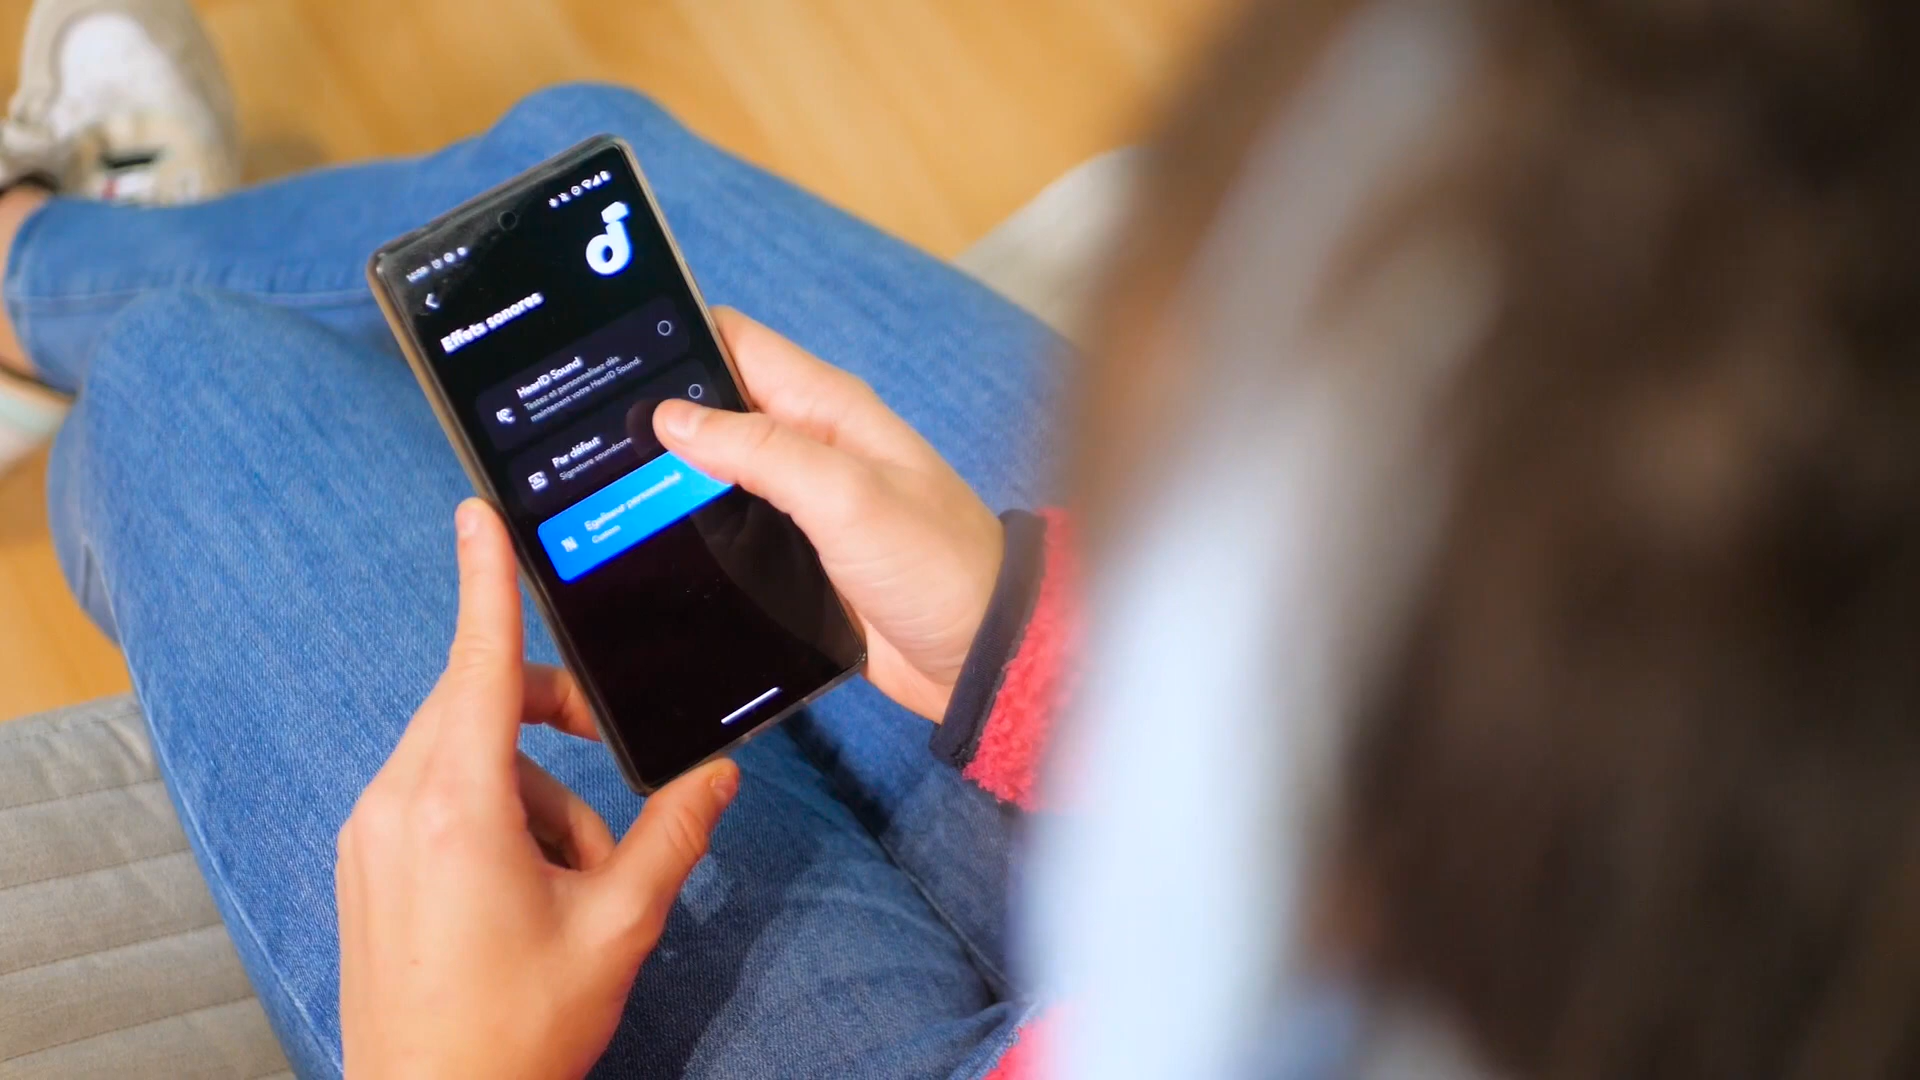 Effets sonores
HearID Sound
Testez et personnalisez dès
maintenant votre HearID Sound.
Par défaut
Signature soundcore
Égaliseur personnalisé
Custom